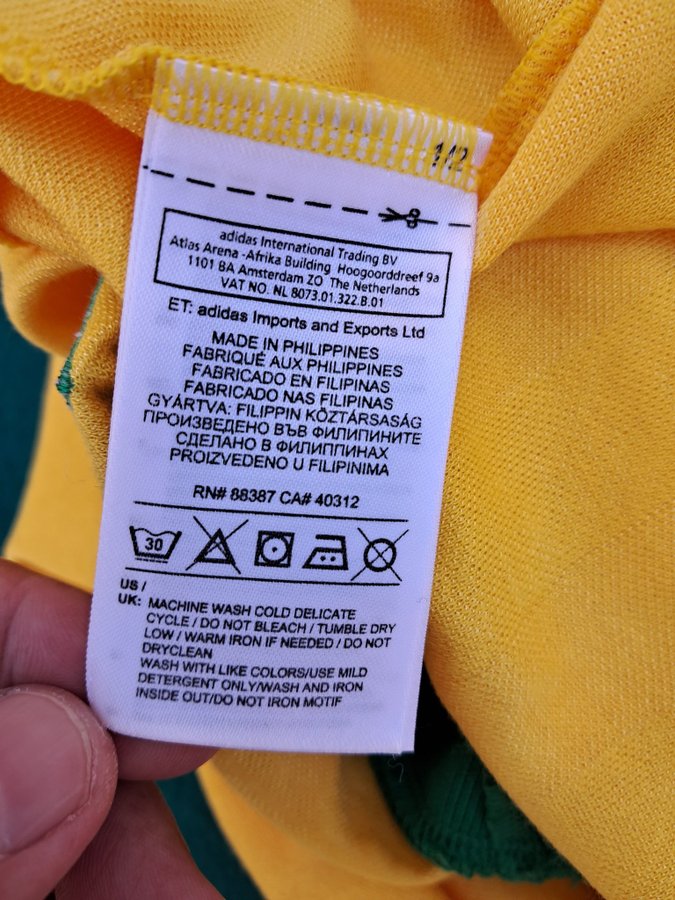 1/2
adidas International Trading BV
Atlas Arena -Afrika Building Hoogoorddreef 9a
1101 BA Amsterdam ZO The Netherlands
VAT NO. NL 8073.01.322.B.01
ET: adidas Imports and Exports Ltd
MADE IN PHILIPPINES
FABRIQUÉ AUX PHILIPPINES
FABRICADO EN FILIPINAS
FABRICADO NAS FILIPINAS
GYÁRTVA: FILIPPIN KÖZTÁRSASÁG
ПРОИЗВЕДЕНО ВЪВ ФИЛИПИНИТЕ
СДЕЛАНО В ФИЛИППИНАХ
PROIZVEDENO U FILIPINIMA
RN# 88387 CA# 40312
30
US /
UK: MACHINE WASH COLD DELICATE
CYCLE / DO NOT BLEACH / TUMBLE DRY
LOW / WARM IRON IF NEEDED / DO NOT
DRYCLEAN
WASH WITH LIKE COLORS/USE MILD
DETERGENT ONLY/WASH AND IRON
INSIDE OUT/DO NOT IRON MOTIF